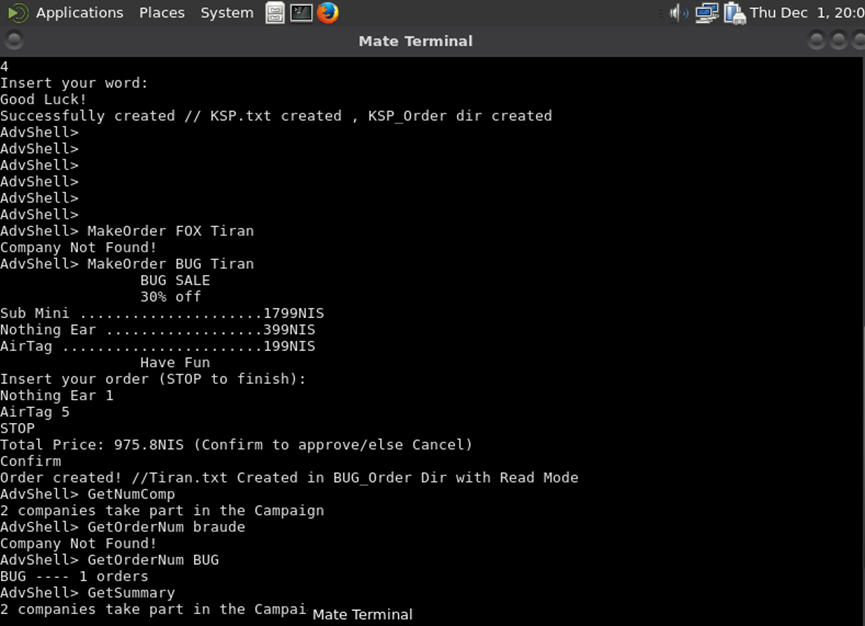 Applications Places System Thu Dec 1, 20:0
Mate Terminal
4
Insert your word:
Good Luck!
Successfully created // KSP.txt created , KSP_Order dir created
AdvShell>
AdvShell>
AdvShell>
AdvShell>
AdvShell>
AdvShell>
AdvShell> MakeOrder FOX Tiran
Company Not Found!
AdvShell> MakeOrder BUG Tiran
BUG SALE
30% off
Sub Mini .....................1799NIS
Nothing Ear ..................399NIS
AirTag .......................199NIS
Have Fun
Insert your order (STOP to finish):
Nothing Ear 1
AirTag 5
STOP
Total Price: 975.8NIS (Confirm to approve/else Cancel)
Confirm
Order created! //Tiran.txt Created in BUG_Order Dir with Read Mode
AdvShell> GetNumComp
2 companies take part in the Campaign
AdvShell> GetOrderNum braude
Company Not Found!
AdvShell> GetOrderNum BUG
BUG ---- 1 orders
AdvShell> GetSummary
2 companies take part in the Campai
Mate Terminal